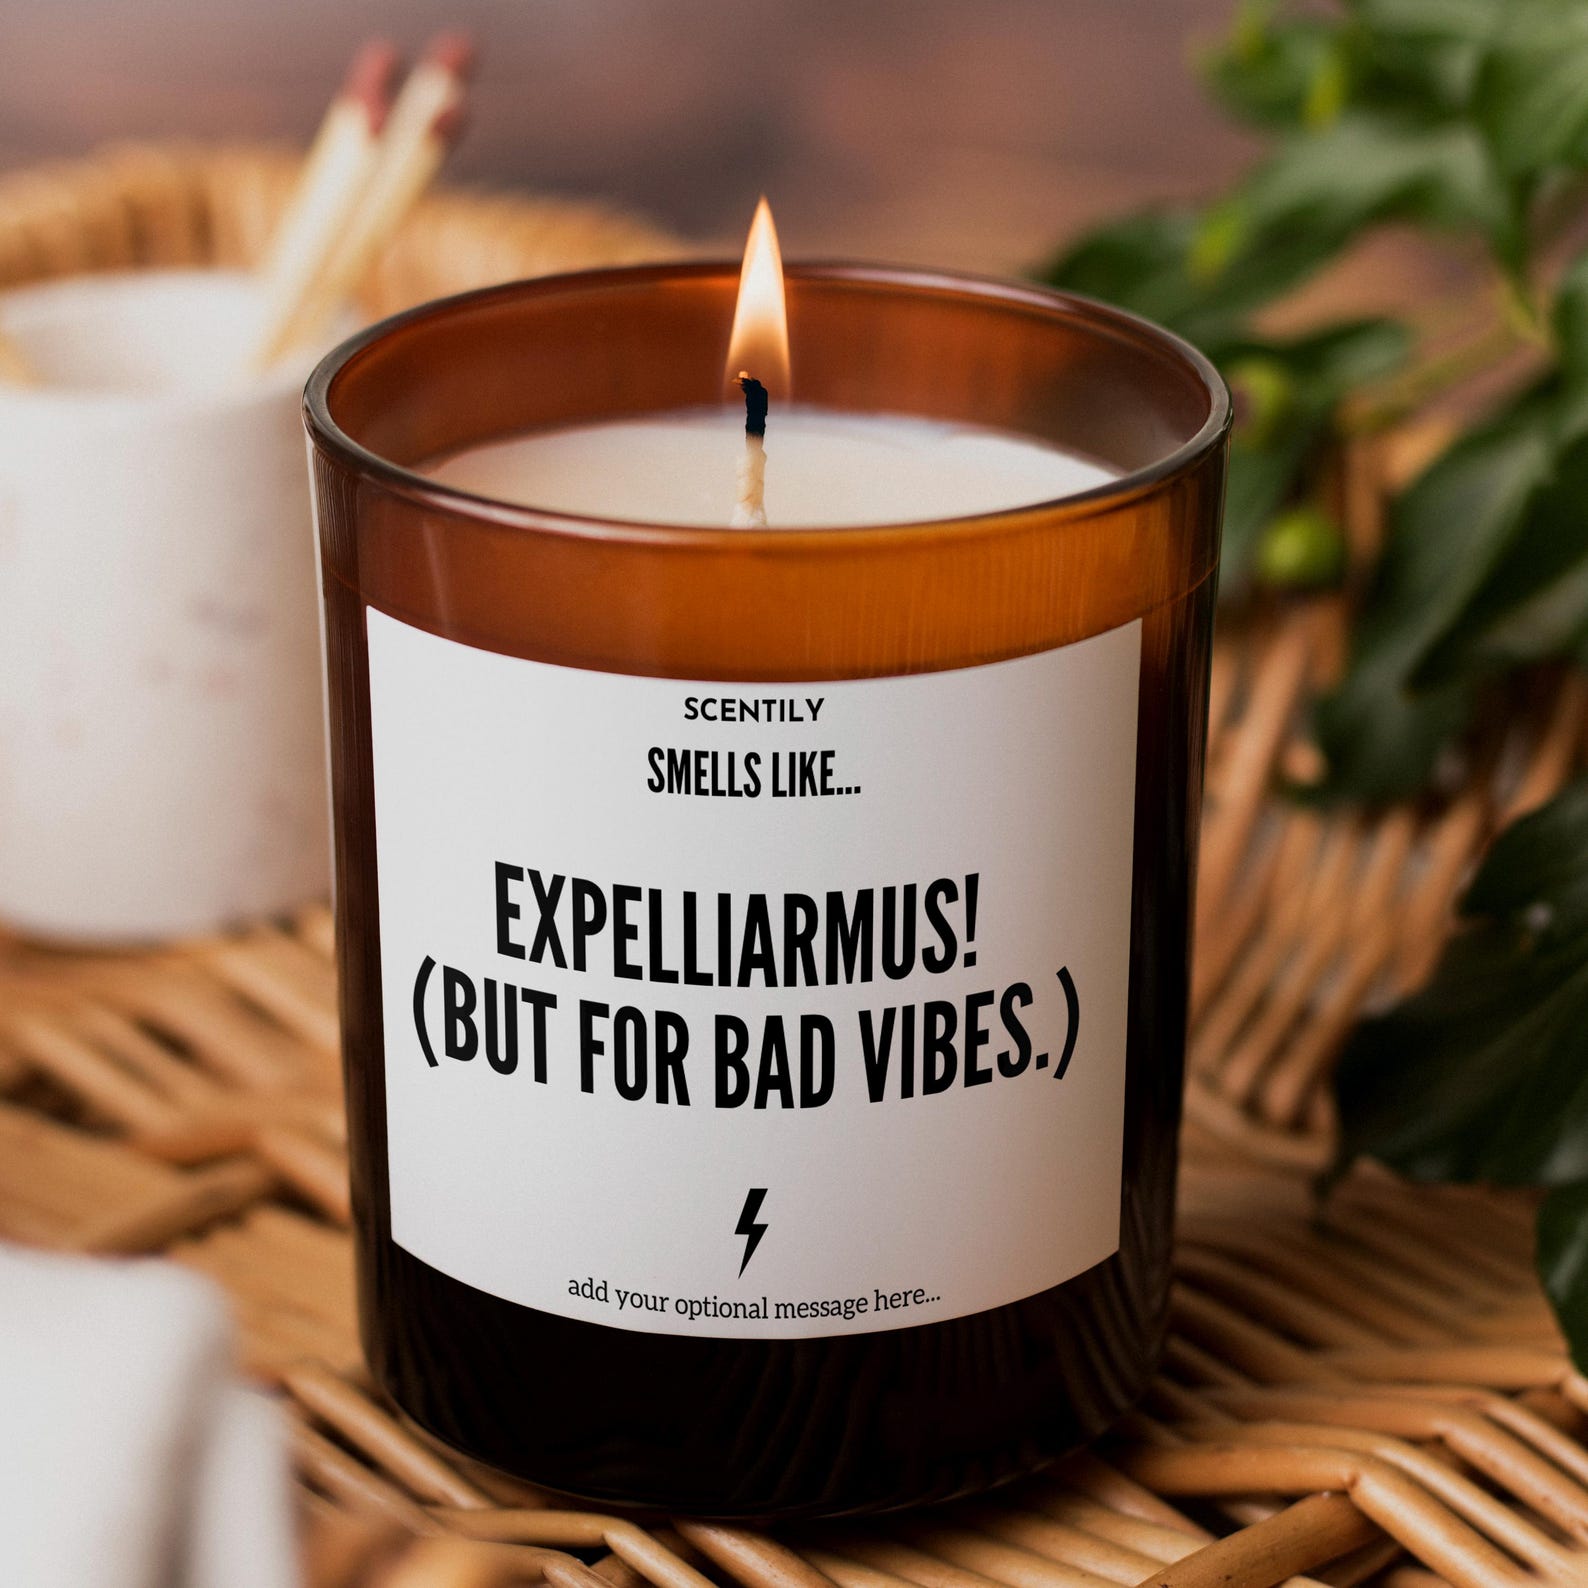 SCENTILY
SMELLS LIKE...
EXPELLIARMUS!
(BUT FOR BAD VIBES.)
add your optional message here...